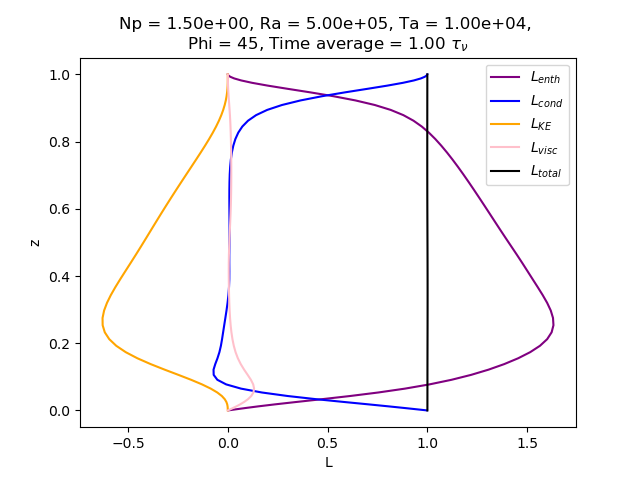 Np = 1.50e+00, Ra = 5.00e+05, Ta = 1.00e+04,
Phi = 45, Time average = 1.00 τ_ν
1.0
0.8
0.6
0.4
0.2
0.0
z
L_enth
L_cond
L_KE
L_visc
L_total
−0.5
0.0
0.5
1.0
1.5
L